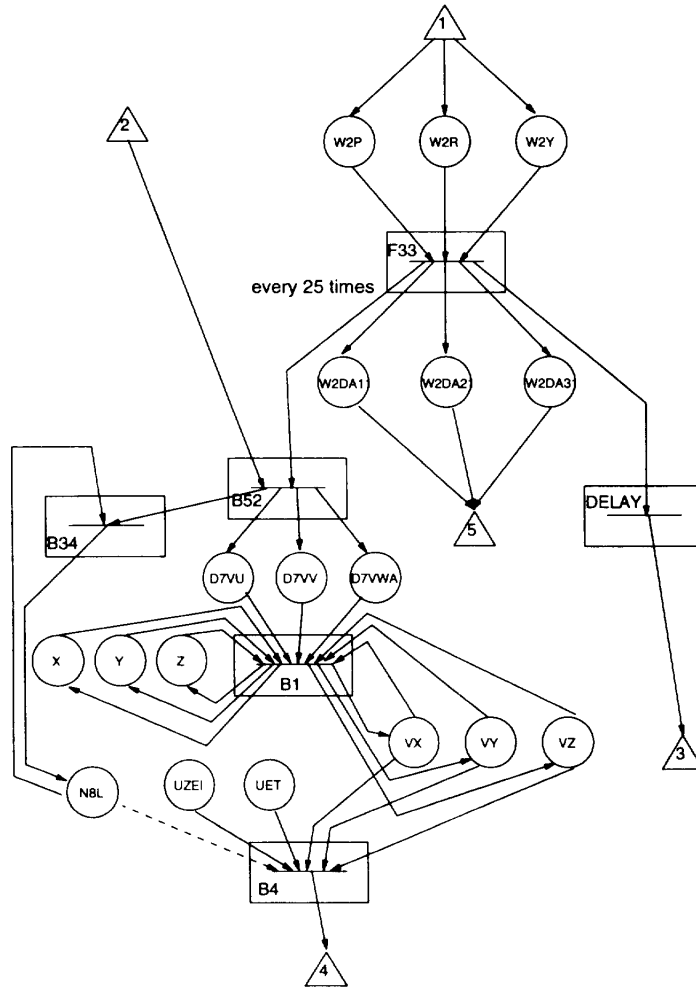 1
2
W2P
W2R
W2Y
F33
every 25 times
W2DA11
W2DA21
W2DA31
B52
B34
5
DELAY
D7VU
D7VV
D7VWA
X
Y
Z
B1
VX
VY
VZ
3
N8L
UZEI
UET
B4
4